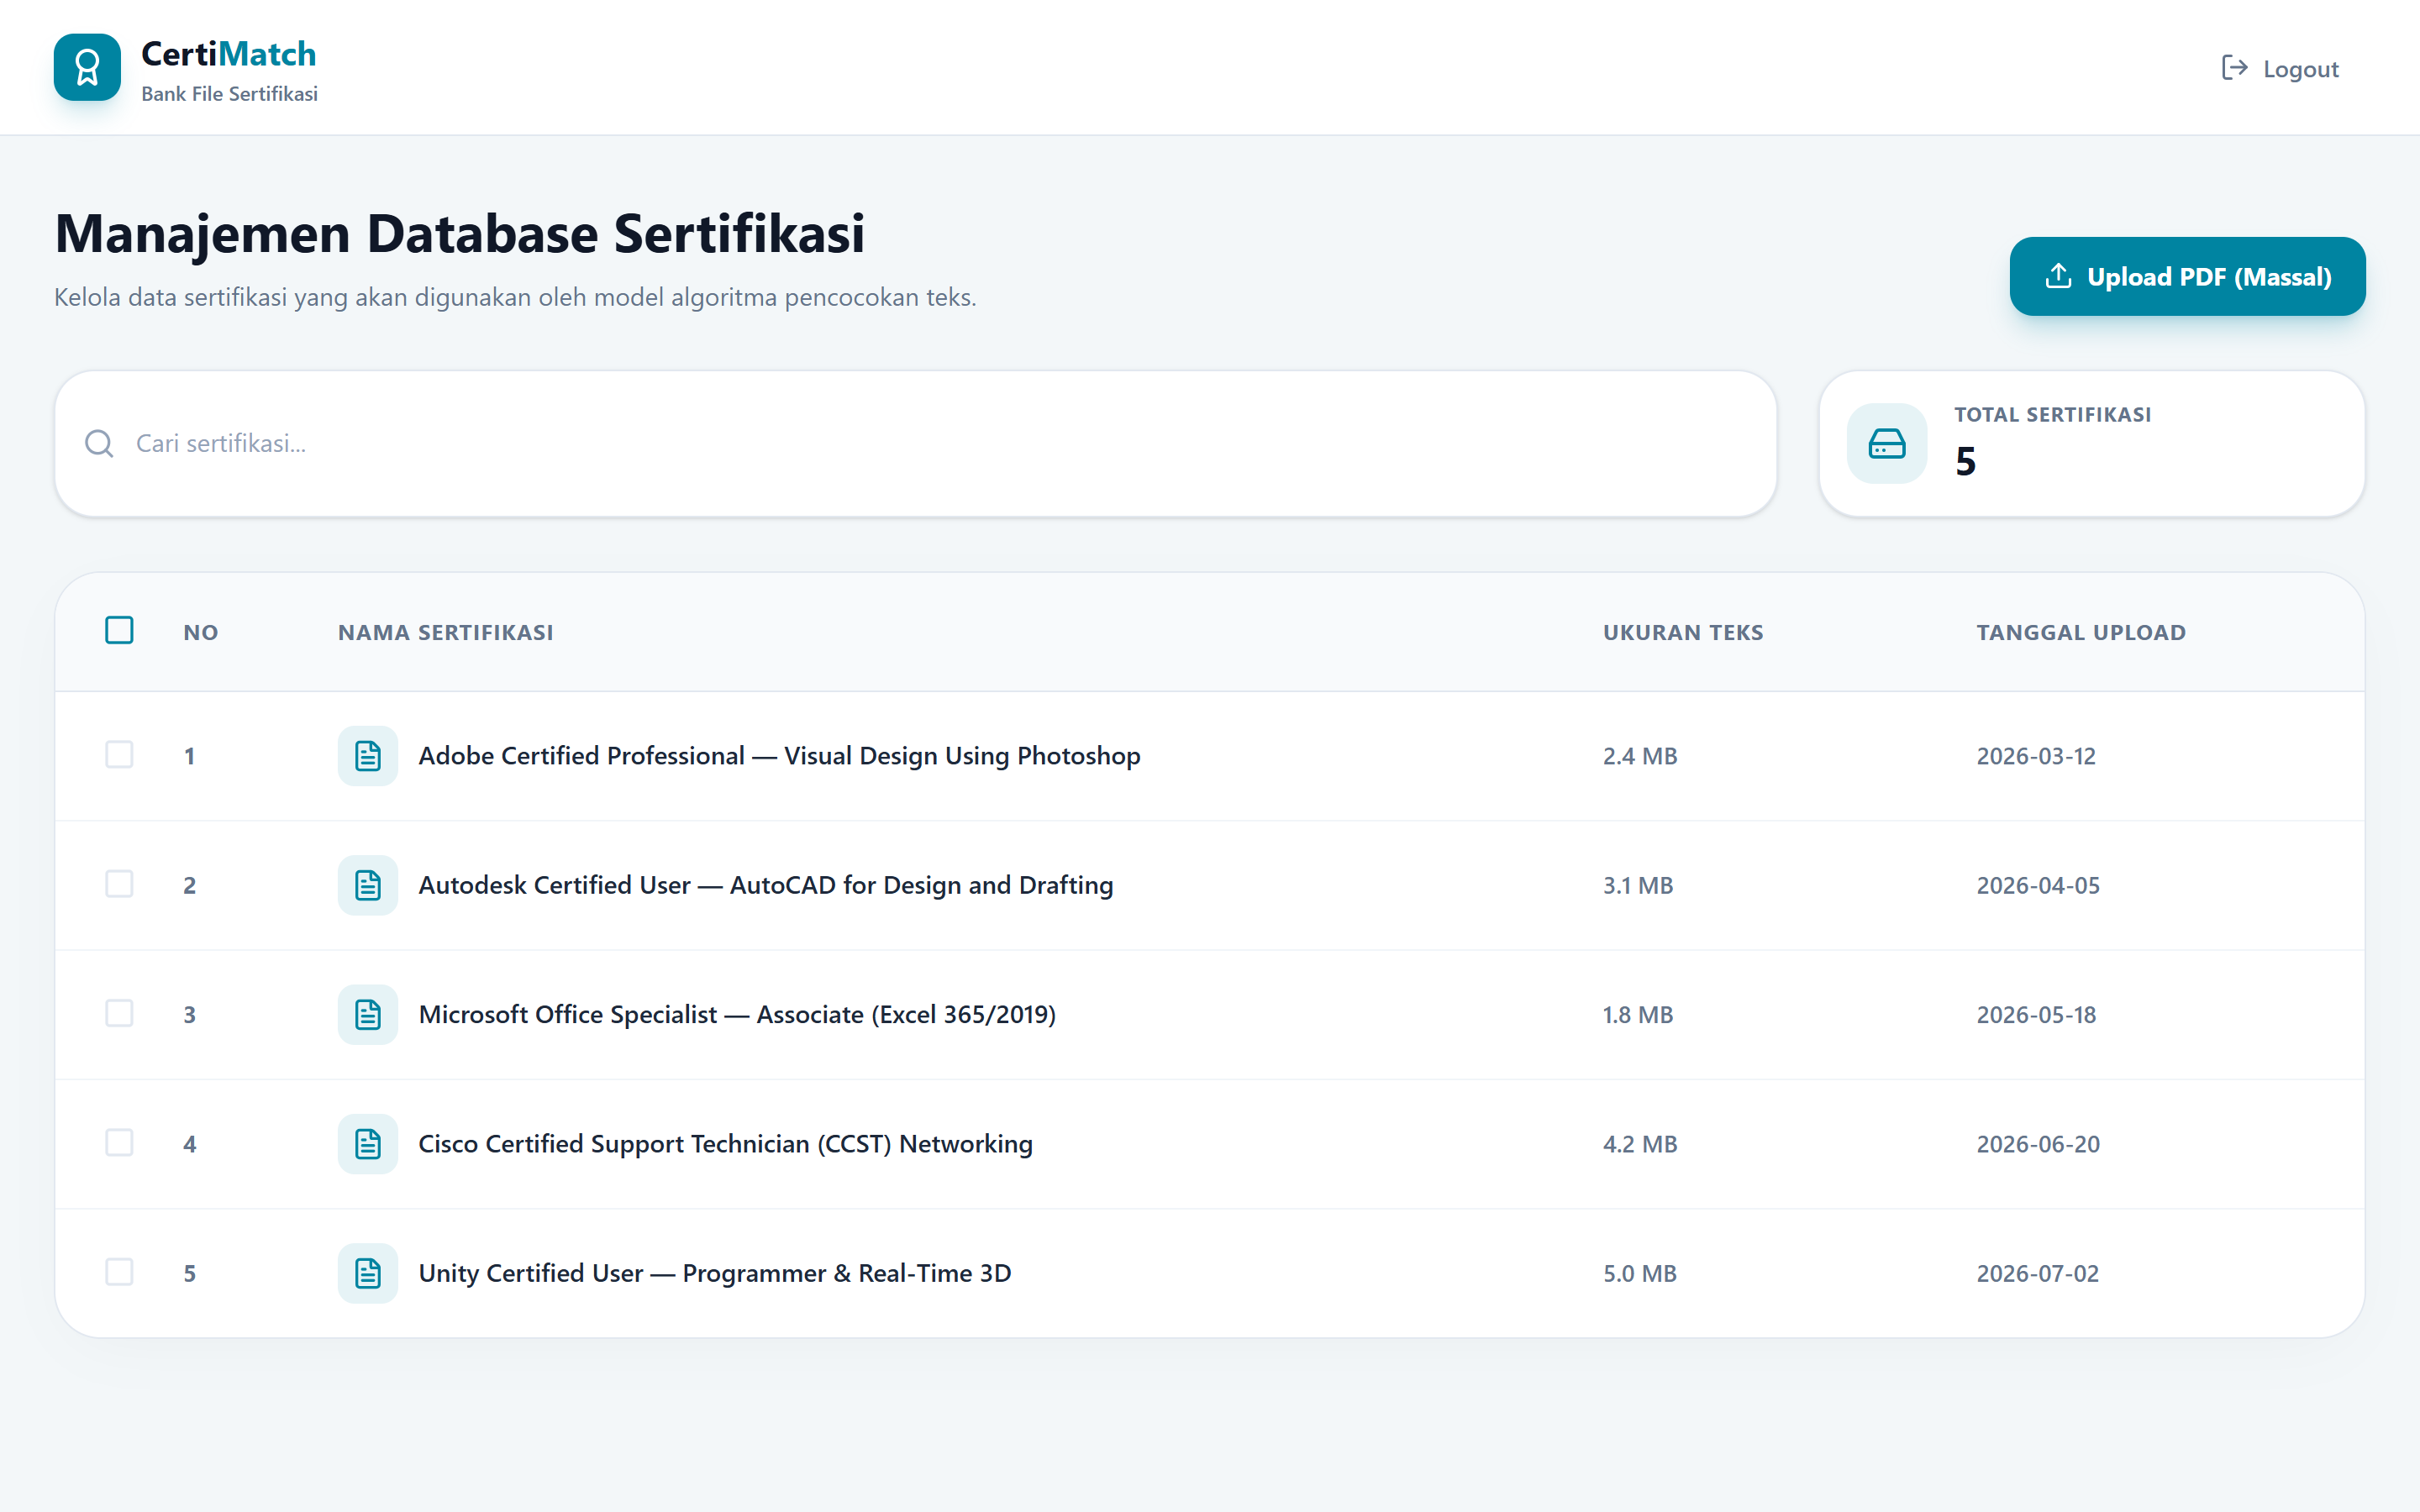 CertiMatch
Bank File Sertifikasi
Logout
Manajemen Database Sertifikasi
Kelola data sertifikasi yang akan digunakan oleh model algoritma pencocokan teks.
Upload PDF (Massal)
Cari sertifikasi...
TOTAL SERTIFIKASI
5
NO NAMA SERTIFIKASI UKURAN TEKS TANGGAL UPLOAD
1 Adobe Certified Professional — Visual Design Using Photoshop 2.4 MB 2026-03-12
2 Autodesk Certified User — AutoCAD for Design and Drafting 3.1 MB 2026-04-05
3 Microsoft Office Specialist — Associate (Excel 365/2019) 1.8 MB 2026-05-18
4 Cisco Certified Support Technician (CCST) Networking 4.2 MB 2026-06-20
5 Unity Certified User — Programmer & Real-Time 3D 5.0 MB 2026-07-02